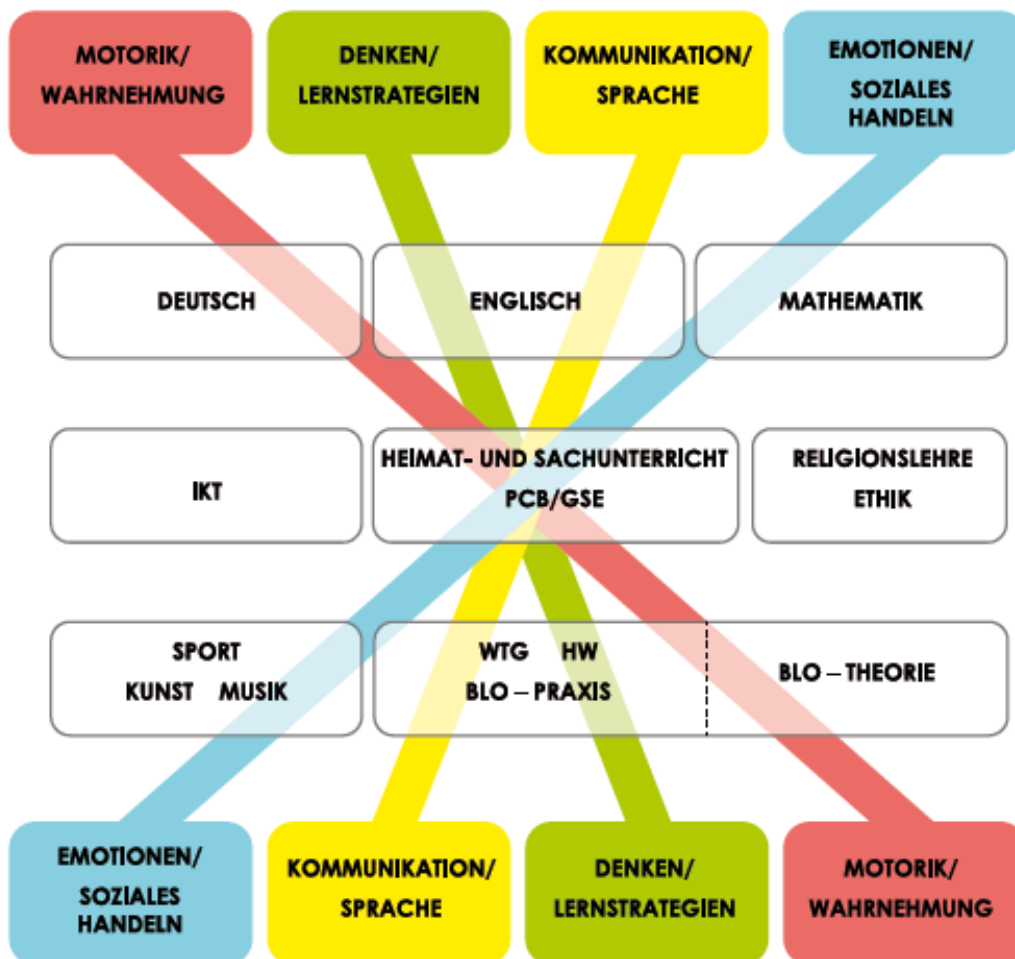 MOTORIK/
WAHRNEHMUNG
DENKEN/
LERNSTRATEGIEN
KOMMUNIKATION/
SPRACHE
EMOTIONEN/
SOZIALES
HANDELN
DEUTSCH
ENGLISCH
MATHEMATIK
IKT
HEIMAT- UND SACHUNTERRICHT
PCB/GSE
RELIGIONSLEHRE
ETHIK
SPORT
KUNST MUSIK
WTG HW
BLO – PRAXIS
BLO – THEORIE
EMOTIONEN/
SOZIALES
HANDELN
KOMMUNIKATION/
SPRACHE
DENKEN/
LERNSTRATEGIEN
MOTORIK/
WAHRNEHMUNG